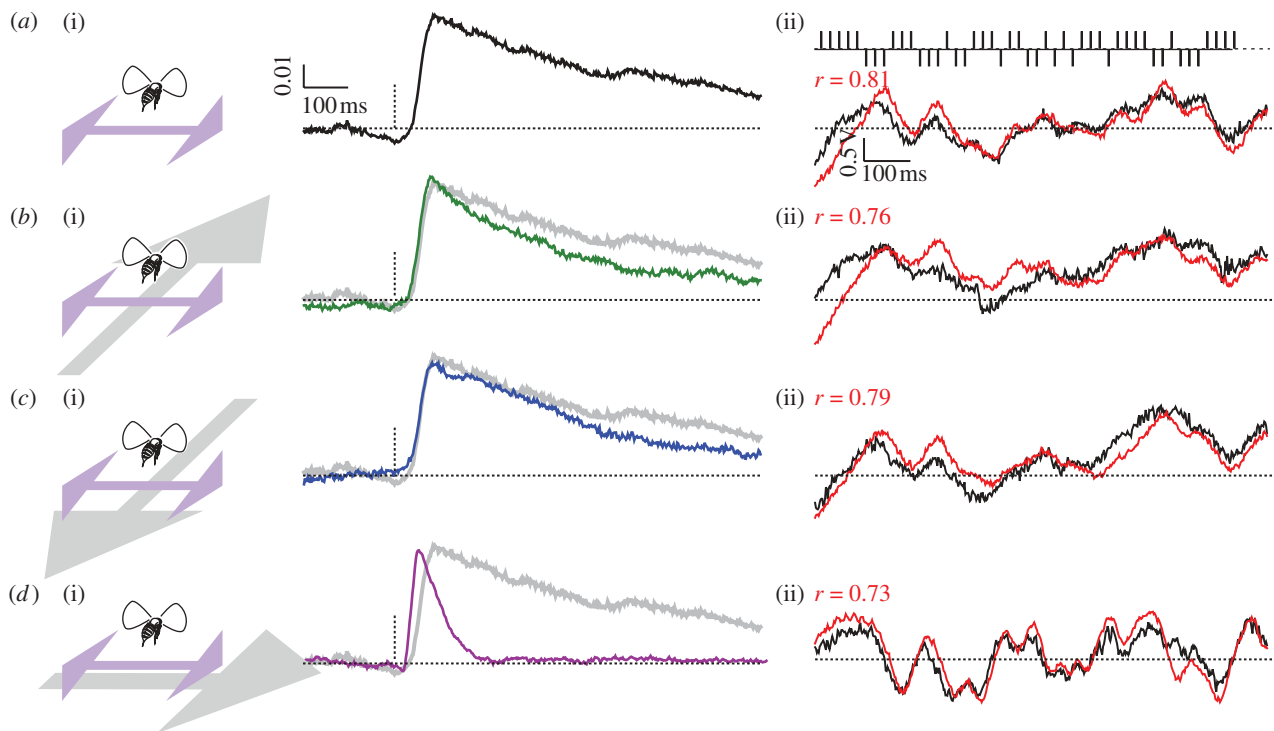 (a) (i) (ii)
0.01
100 ms
r = 0.81
0.5 V
100 ms
(b) (i) (ii)
r = 0.76
(c) (i) (ii)
r = 0.79
(d) (i) (ii)
r = 0.73